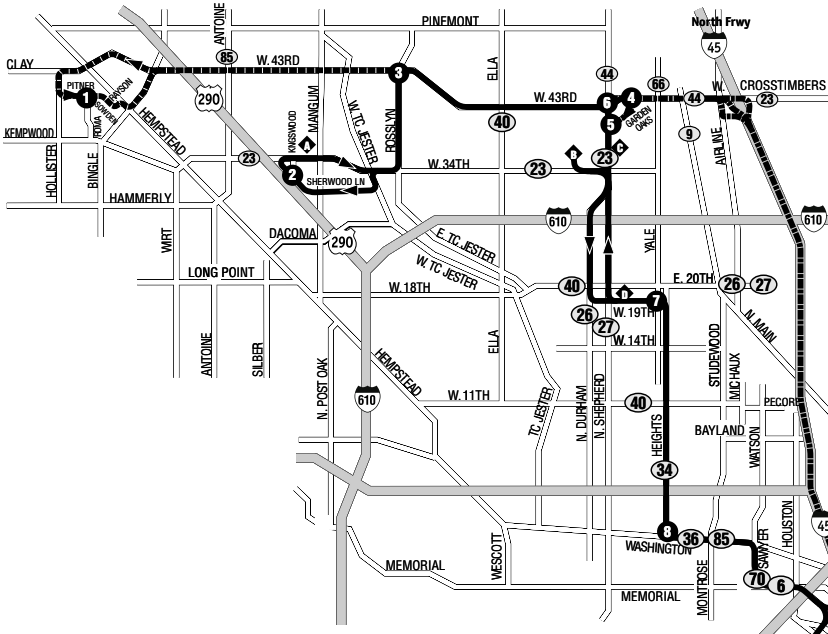 PINEMONT
North Frwy
ANTOINE
45
85
ELLA
CLAY
W. 43RD
3
44
66
W. CROSSTIMBERS
PITNER
1
GRAYSON
SOWDEN
ROMA
290
MANGUM
W. TC JESTER
ROSSLYN
40
W. 43RD
6
4
44
23
5
GARDEN
OAKS
9
AIRLINE
KEMPWOOD
HEMPSTEAD
KINGSWOOD
A
B
C
23
23
W. 34TH
23
HOLLISTER
BINGLE
2
SHERWOOD LN
HAMMERLY
610
610
WIRT
DACOMA
290
E. TC JESTER
YALE
LONG POINT
W. TC JESTER
W. 18TH
40
D
E. 20TH
26
27
7
26
W. 19TH
27
N. MAIN
ANTOINE
SILBER
ELLA
W. 14TH
HEMPSTEAD
STUDEWOOD
MICHAUX
N. POST OAK
610
W. 11TH
TC JESTER
N. DURHAM
N. SHEPHERD
40
PECORE
HEIGHTS
BAYLAND
WATSON
34
HOUSTON
45
8
36
85
WASHINGTON
SAWYER
WESCOTT
MEMORIAL
70
6
MONTROSE
MEMORIAL